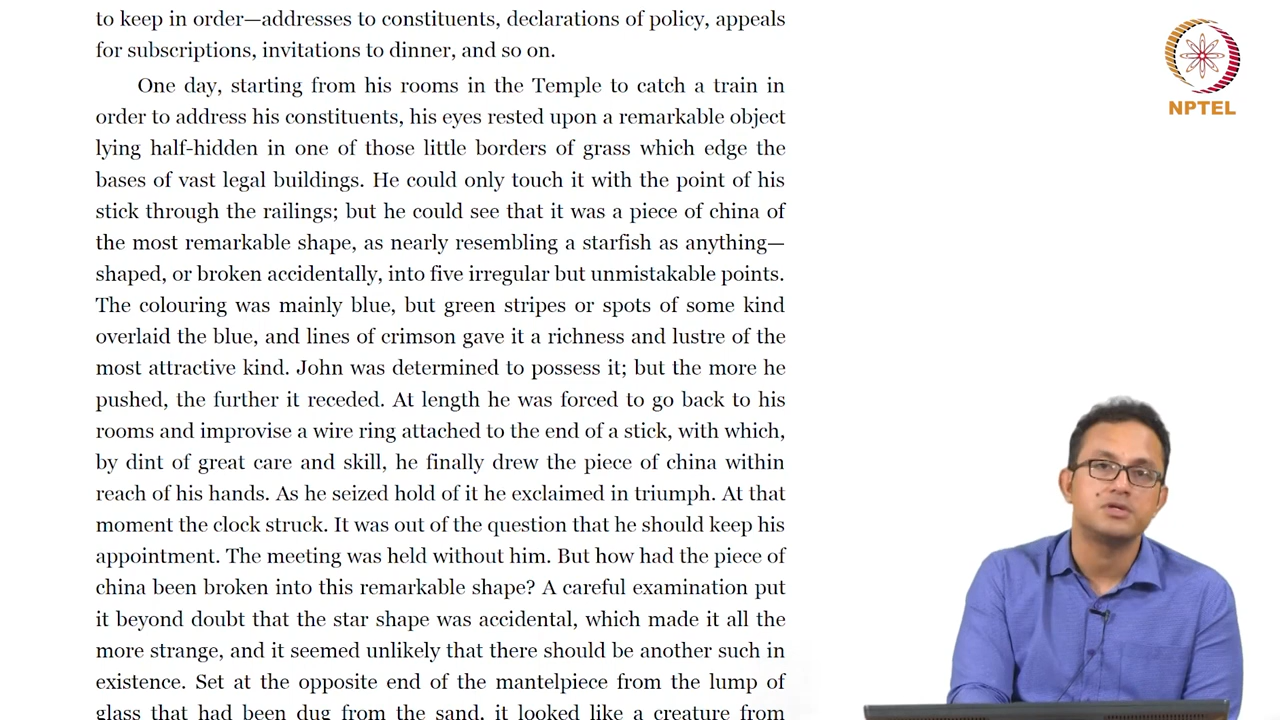 to keep in order—addresses to constituents, declarations of policy, appeals
for subscriptions, invitations to dinner, and so on.
One day, starting from his rooms in the Temple to catch a train in
order to address his constituents, his eyes rested upon a remarkable object
lying half-hidden in one of those little borders of grass which edge the
bases of vast legal buildings. He could only touch it with the point of his
stick through the railings; but he could see that it was a piece of china of
the most remarkable shape, as nearly resembling a starfish as anything—
shaped, or broken accidentally, into five irregular but unmistakable points.
The colouring was mainly blue, but green stripes or spots of some kind
overlaid the blue, and lines of crimson gave it a richness and lustre of the
most attractive kind. John was determined to possess it; but the more he
pushed, the further it receded. At length he was forced to go back to his
rooms and improvise a wire ring attached to the end of a stick, with which,
by dint of great care and skill, he finally drew the piece of china within
reach of his hands. As he seized hold of it he exclaimed in triumph. At that
moment the clock struck. It was out of the question that he should keep his
appointment. The meeting was held without him. But how had the piece of
china been broken into this remarkable shape? A careful examination put
it beyond doubt that the star shape was accidental, which made it all the
more strange, and it seemed unlikely that there should be another such in
existence. Set at the opposite end of the mantelpiece from the lump of
glass that had been dug from the sand, it looked like a creature from
NPTEL